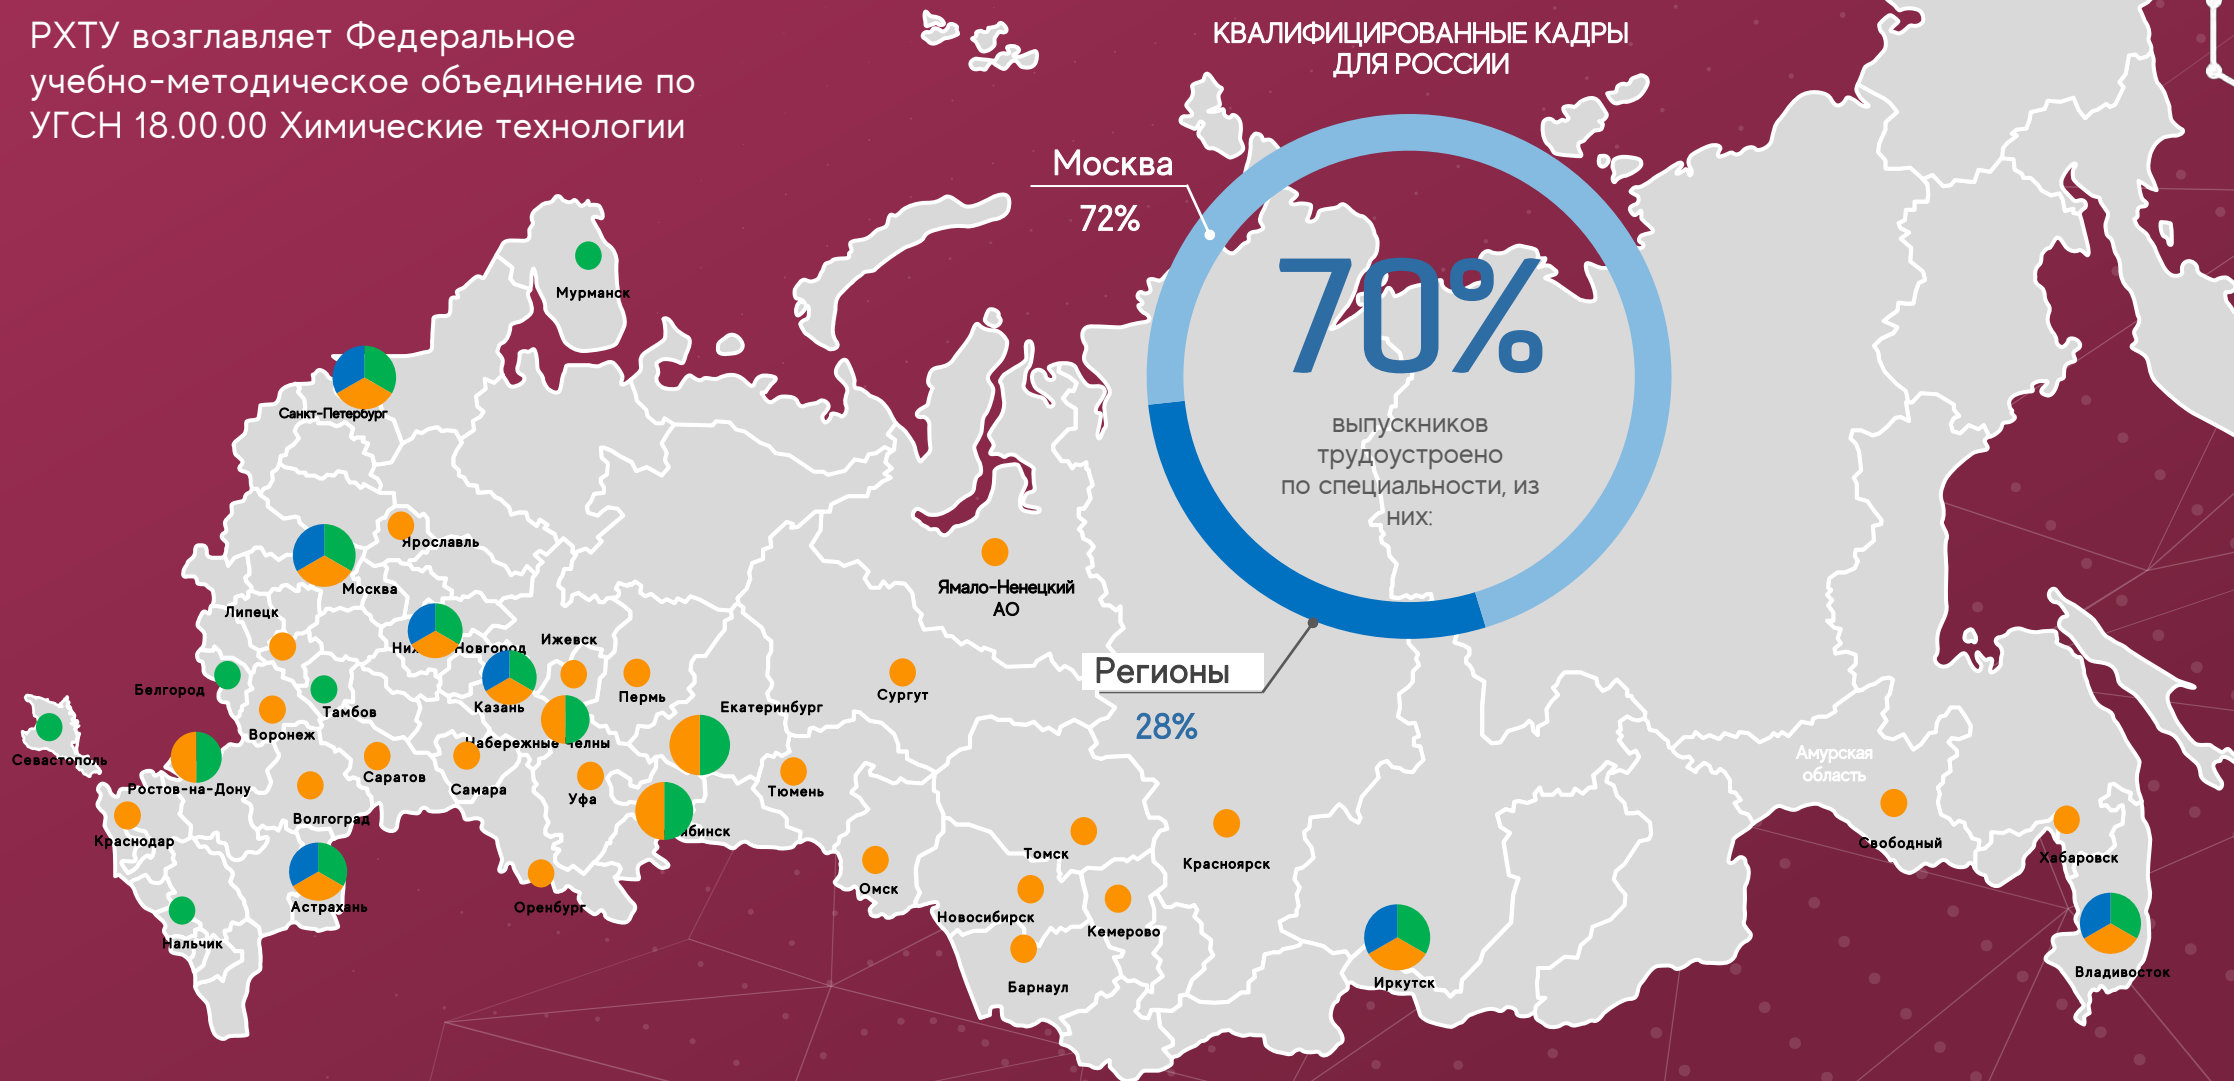 РХТУ возглавляет Федеральное
учебно-методическое объединение по
УГСН 18.00.00 Химические технологии
КВАЛИФИЦИРОВАННЫЕ КАДРЫ
ДЛЯ РОССИИ
Москва
72%
70%
выпускников
трудоустроено
по специальности, из
них:
Регионы
28%
Мурманск
Санкт-Петербург
Ярославль
Москва
Липецк
Новгород
Ижевск
Белгород
Тамбов
Казань
Пермь
Сургут
Ямало-Ненецкий
АО
Воронеж
Набережные Челны
Екатеринбург
Севастополь
Ростов-на-Дону
Саратов
Самара
Уфа
Тюмень
Волгоград
Краснодар
бинск
Астрахань
Оренбург
Нальчик
Омск
Томск
Новосибирск
Кемерово
Барнаул
Красноярск
Иркутск
Амурская
область
Свободный
Хабаровск
Владивосток